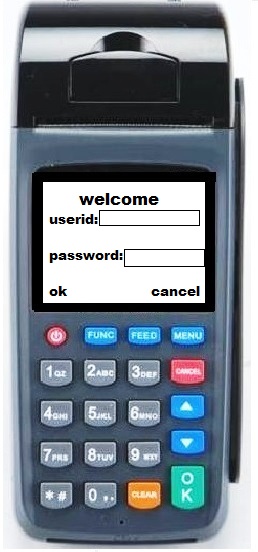 welcome
userid:
password:
ok cancel
FUNC FEED MENU
1QZ 2ABC 3DEF CANCEL
4GHI 5JKL 6MNO
7PRS 8TUV 9WXY
*# 0 CLEAR OK